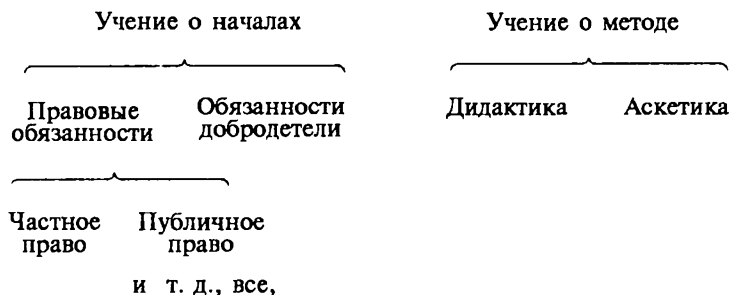 Учение о началах
Учение о методе
Правовые
обязанности
Обязанности
добродетели
Дидактика
Аскетика
Частное
право
Публичное
право
и т. д., все,